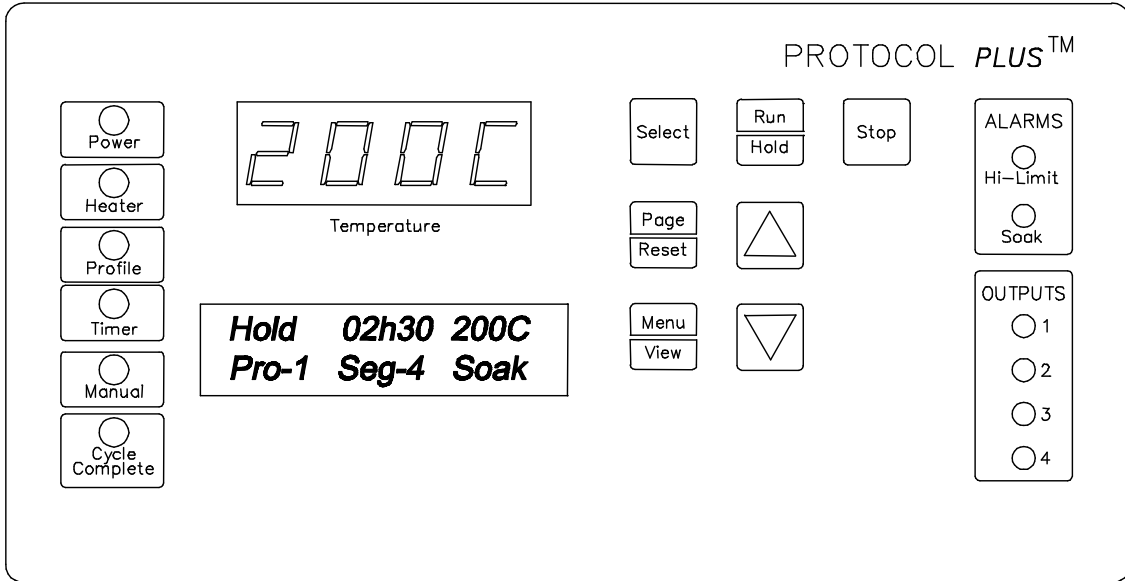 PROTOCOL PLUS™
Power
Heater
Profile
Timer
Manual
Cycle
Complete
200C
Temperature
Hold 02h30 200C
Pro-1 Seg-4 Soak
Select
Run
Hold
Stop
Page
Reset
Menu
View
ALARMS
Hi-Limit
Soak
OUTPUTS
1
2
3
4